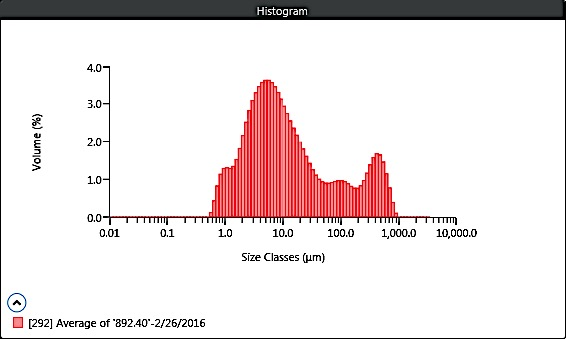 Histogram
4.0
3.0
2.0
1.0
0.0
Volume (%)
0.01 0.1 1.0 10.0 100.0 1,000.0 10,000.0
Size Classes (μm)
[292] Average of '892.40'-2/26/2016